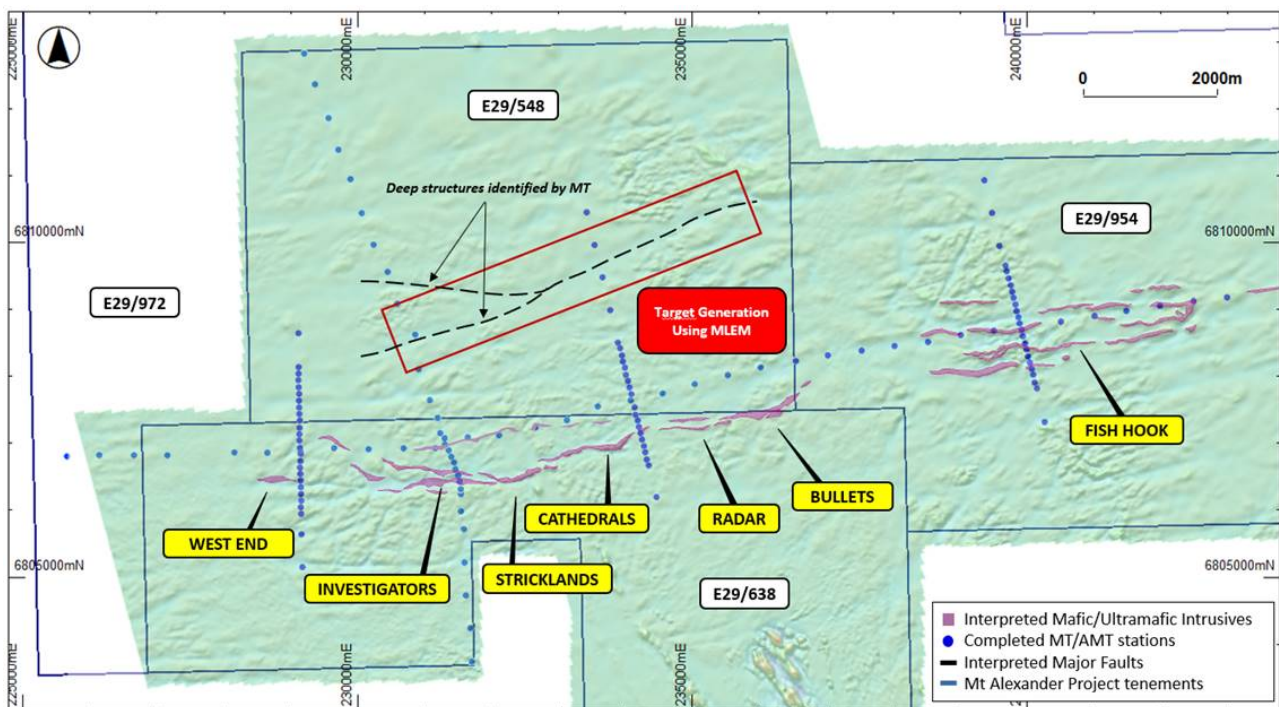 225000mE
230000mE
235000mE
240000mE
0 2000m
E29/548
Deep structures identified by MT
E29/954
6810000mN
6810000mN
E29/972
Target Generation
Using MLEM
FISH HOOK
BULLETS
CATHEDRALS
RADAR
WEST END
INVESTIGATORS
STRICKLANDS
6805000mN
6805000mN
E29/638
Interpreted Mafic/Ultramafic Intrusives
Completed MT/AMT stations
Interpreted Major Faults
Mt Alexander Project tenements
225000mE
230000mE
235000mE